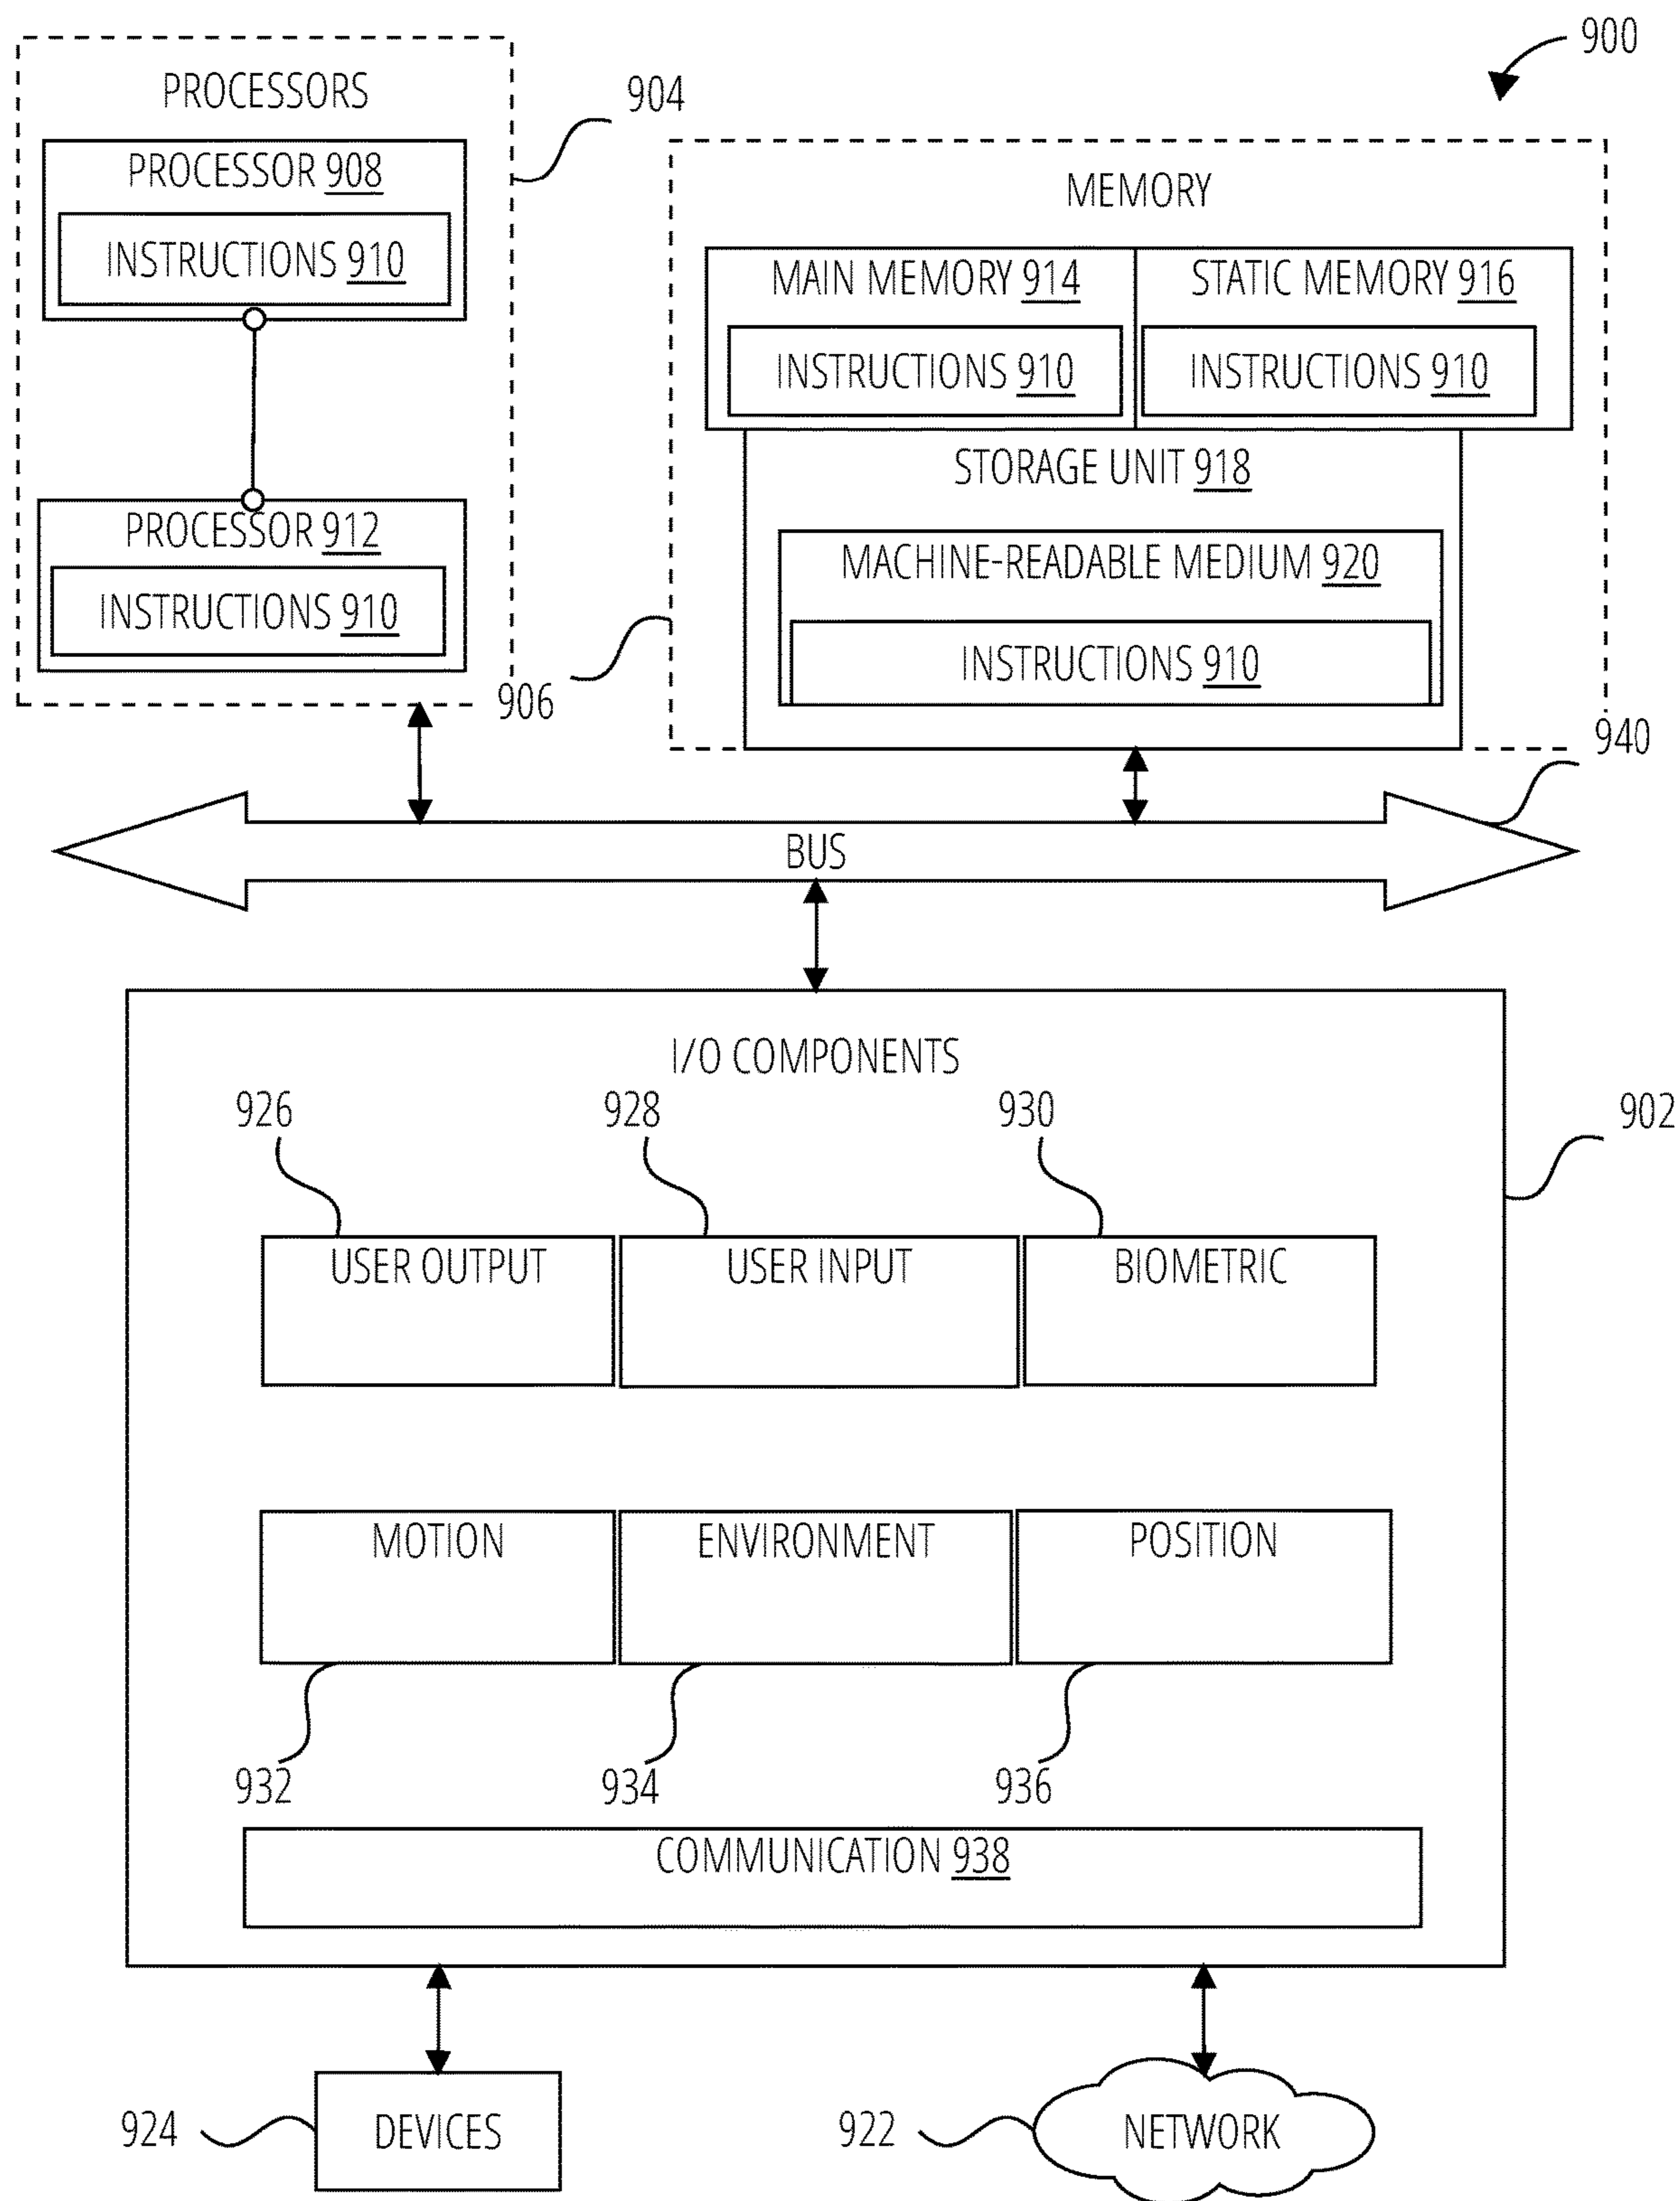 900
PROCESSORS
904
PROCESSOR 908
INSTRUCTIONS 910
PROCESSOR 912
INSTRUCTIONS 910
MEMORY
MAIN MEMORY 914
INSTRUCTIONS 910
STATIC MEMORY 916
INSTRUCTIONS 910
STORAGE UNIT 918
MACHINE-READABLE MEDIUM 920
INSTRUCTIONS 910
906
940
BUS
I/O COMPONENTS
902
926
928
930
USER OUTPUT
USER INPUT
BIOMETRIC
MOTION
ENVIRONMENT
POSITION
932
934
936
COMMUNICATION 938
924
DEVICES
922
NETWORK